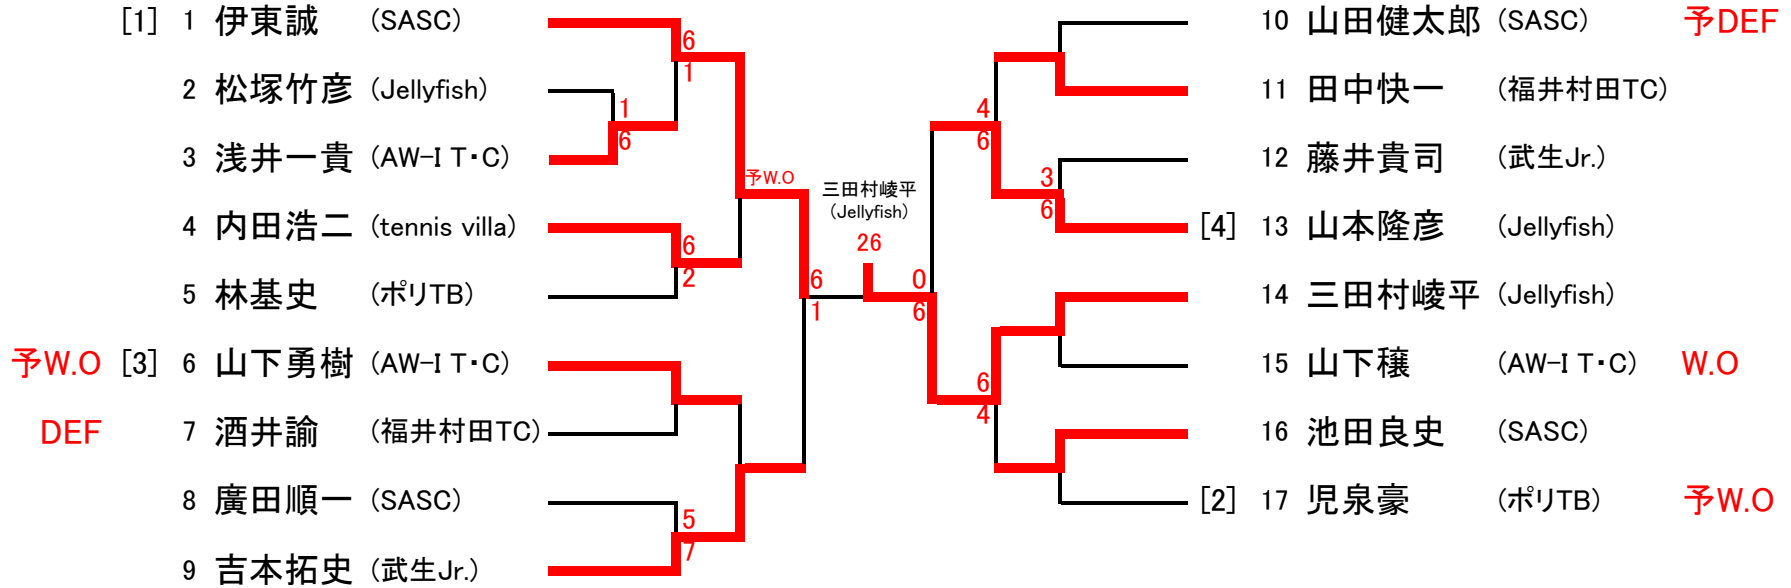 [1] 1 伊東誠 (SASC)
2 松塚竹彦 (Jellyfish)
3 浅井一貴 (AW-I T・C)
4 内田浩二 (tennis villa)
5 林基史 (ポリTB)
予W.O [3] 6 山下勇樹 (AW-I T・C)
DEF 7 酒井諭 (福井村田TC)
8 廣田順一 (SASC)
9 吉本拓史 (武生Jr.)
6
1
1
6
6
2
5
7
予W.O
6
1
三田村崚平
(Jellyfish)
26
0
6
4
6
3
6
6
4
10 山田健太郎 (SASC) 予DEF
11 田中快一 (福井村田TC)
12 藤井貴司 (武生Jr.)
[4] 13 山本隆彦 (Jellyfish)
14 三田村崚平 (Jellyfish)
15 山下穣 (AW-I T・C) W.O
16 池田良史 (SASC)
[2] 17 児泉豪 (ポリTB) 予W.O